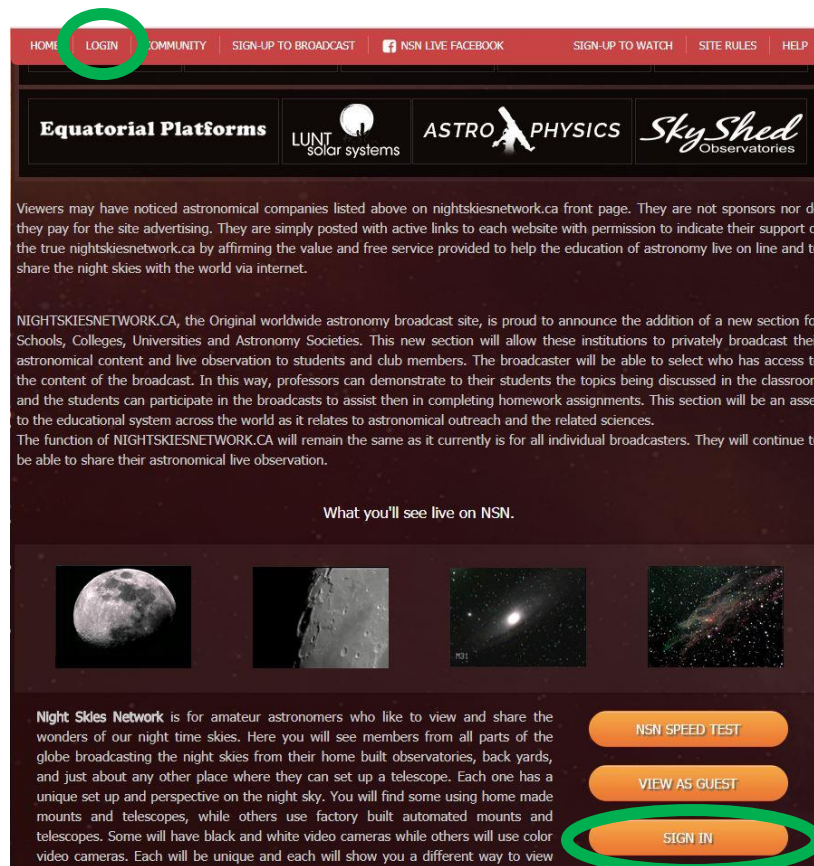 HOME LOGIN COMMUNITY SIGN-UP TO BROADCAST f NSN LIVE FACEBOOK SIGN-UP TO WATCH SITE RULES HELP
Equatorial Platforms LUNT solar systems ASTRO PHYSICS SkyShed Observatories
Viewers may have noticed astronomical companies listed above on nightskiesnetwork.ca front page. They are not sponsors nor d
they pay for the site advertising. They are simply posted with active links to each website with permission to indicate their support o
the true nightskiesnetwork.ca by affirming the value and free service provided to help the education of astronomy live on line and t
share the night skies with the world via internet.
NIGHTSKIESNETWORK.CA, the Original worldwide astronomy broadcast site, is proud to announce the addition of a new section fo
Schools, Colleges, Universities and Astronomy Societies. This new section will allow these institutions to privately broadcast the
astronomical content and live observation to students and club members. The broadcaster will be able to select who has access t
the content of the broadcast. In this way, professors can demonstrate to their students the topics being discussed in the classroo
and the students can participate in the broadcasts to assist then in completing homework assignments. This section will be an asse
to the educational system across the world as it relates to astronomical outreach and the related sciences.
The function of NIGHTSKIESNETWORK.CA will remain the same as it currently is for all individual broadcasters. They will continue t
be able to share their astronomical live observation.
What you'll see live on NSN.
M31
Night Skies Network is for amateur astronomers who like to view and share the
wonders of our night time skies. Here you will see members from all parts of the
globe broadcasting the night skies from their home built observatories, back yards,
and just about any other place where they can set up a telescope. Each one has a
unique set up and perspective on the night sky. You will find some using home made
mounts and telescopes, while others use factory built automated mounts and
telescopes. Some will have black and white video cameras while others will use color
video cameras. Each will be unique and each will show you a different way to view
NSN SPEED TEST
VIEW AS GUEST
SIGN IN